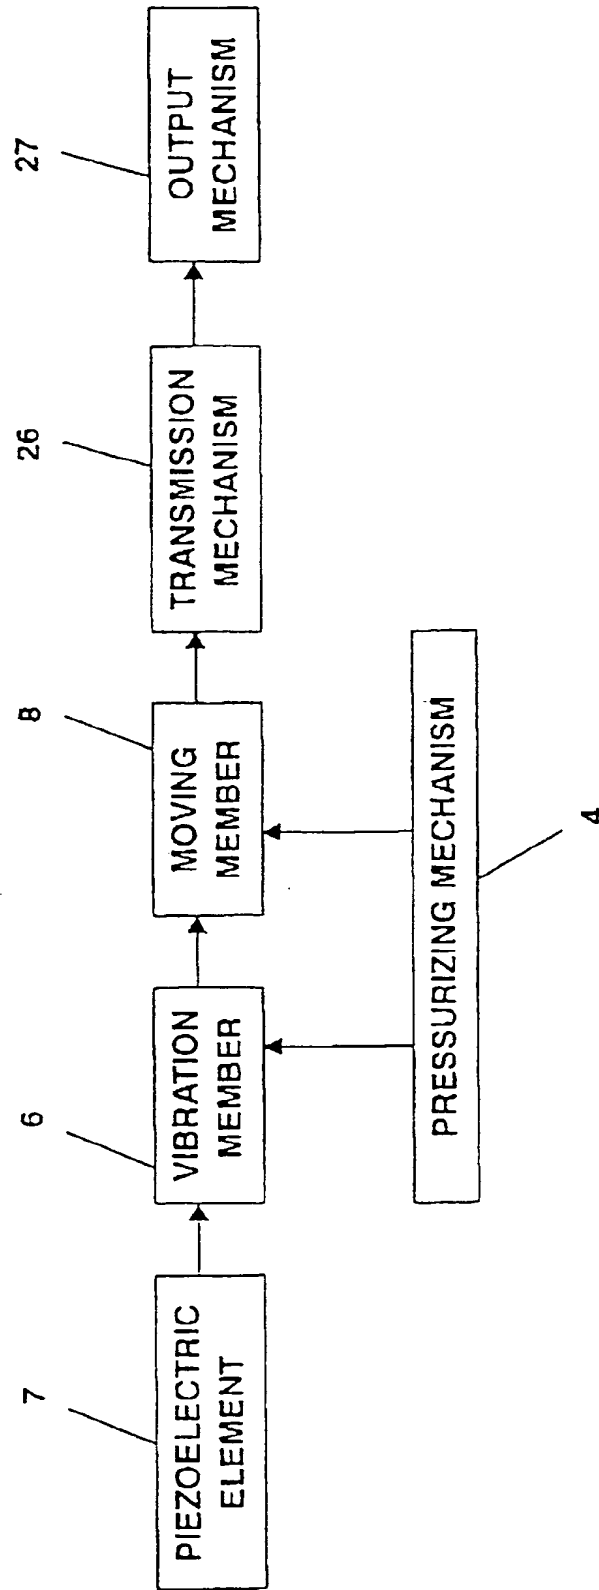 7
PIEZOELECTRIC
ELEMENT
6
VIBRATION
MEMBER
8
MOVING
MEMBER
26
TRANSMISSION
MECHANISM
27
OUTPUT
MECHANISM
PRESSURIZING MECHANISM
4